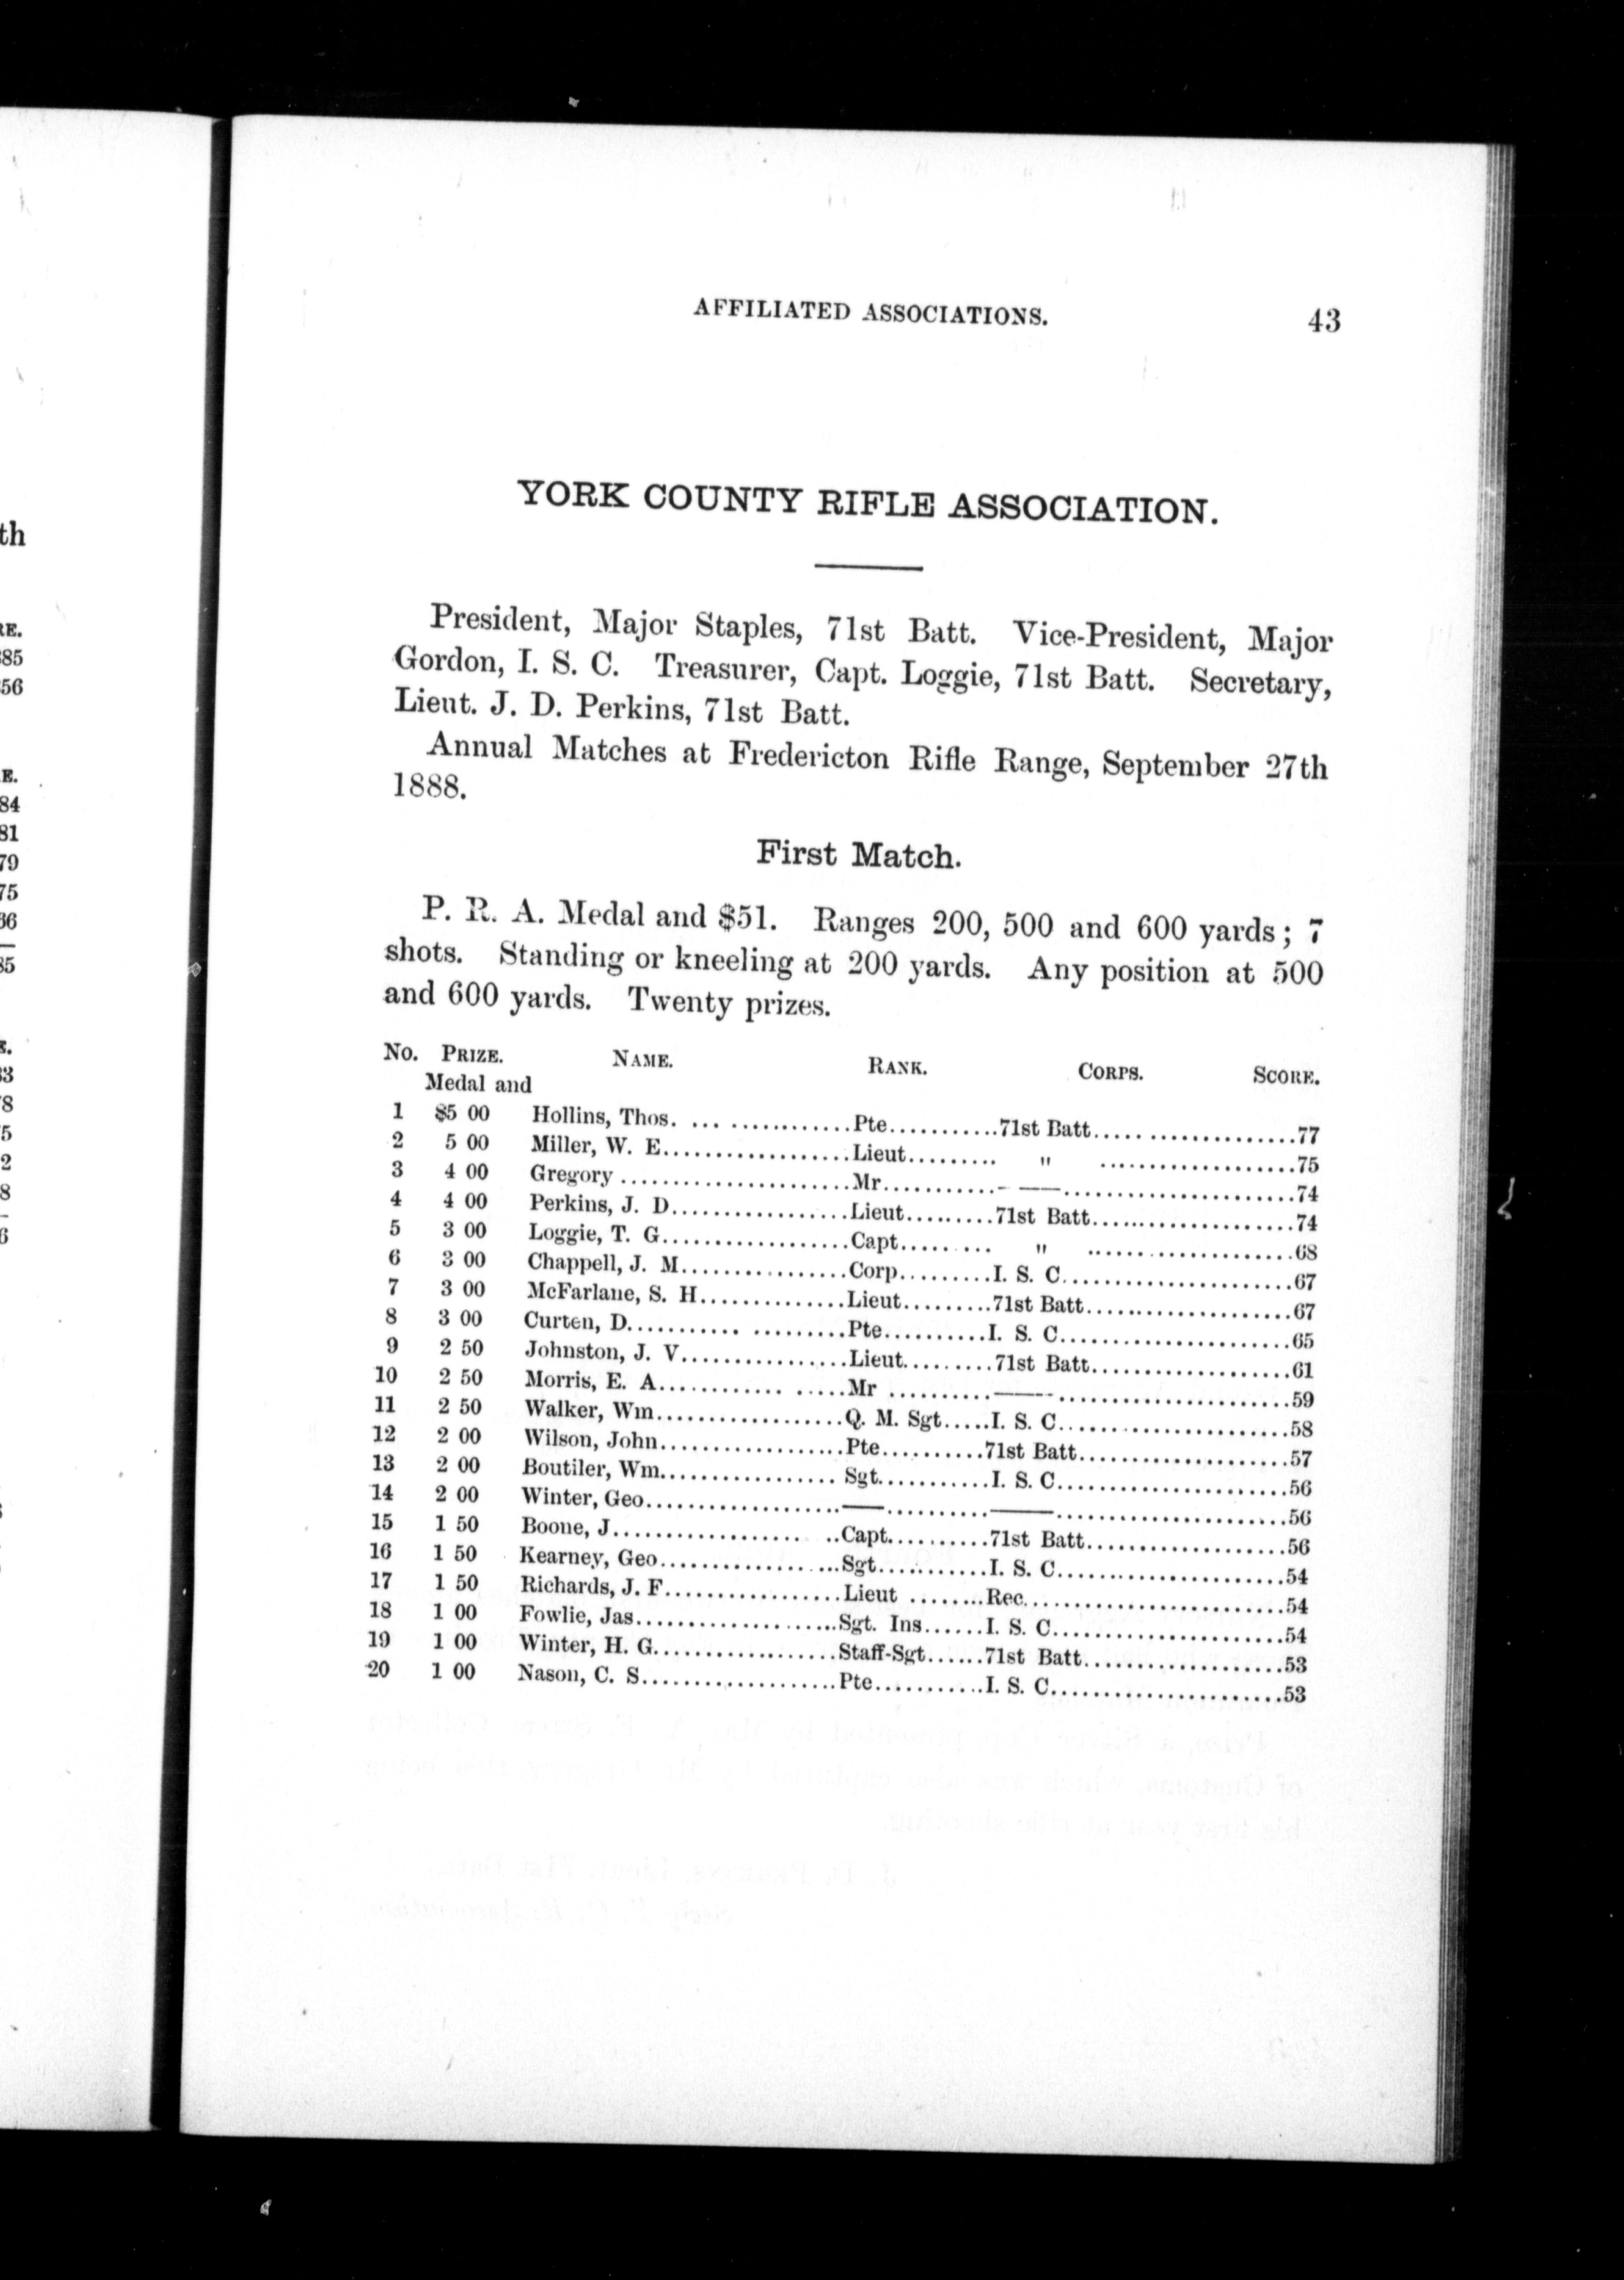 AFFILIATED ASSOCIATIONS. 43
YORK COUNTY RIFLE ASSOCIATION.
President, Major Staples, 71st Batt. Vice-President, Major
Gordon, I. S. C. Treasurer, Capt. Loggie, 71st Batt. Secretary,
Lieut. J. D. Perkins, 71st Batt.
Annual Matches at Fredericton Rifle Range, September 27th
1888.
First Match.
P. R. A. Medal and $51. Ranges 200, 500 and 600 yards; 7
shots. Standing or kneeling at 200 yards. Any position at 500
and 600 yards. Twenty prizes.
No. PRIZE. NAME. RANK. CORPS. SCORE.
Medal and
1 $5 00 Hollins, Thos. ... .............. Pte...........71st Batt..... ..................77
2 5 00 Miller, W. E..................Lieut......... " ...................75
3 4 00 Gregory ......................Mr...........- ——......................74
4 4 00 Perkins, J. D.................Lieut.........71st Batt....................74
5 3 00 Loggie, T. G..................Capt..... ... " ....................68
6 3 00 Chappell, J. M................Corp.........I. S. C......................67
7 3 00 McFarlane, S. H..............Lieut.........71st Batt....................67
8 3 00 Curten, D........... .........Pte..........I. S. C......................65
9 2 50 Johnston, J. V................Lieut.........71st Batt...................61
10 2 50 Morris, E. A............ .....Mr ..........——- ......................59
11 2 50 Walker, Wm..................Q. M. Sgt.....I. S. C......................58
12 2 00 Wilson, John..................Pte..........71st Batt....................57
13 2 00 Boutiler, Wm................. Sgt...........I. S. C......................56
14 2 00 Winter, Geo...................——..........——......................56
15 1 50 Boone, J.................. ..Capt..........71st Batt...................56
16 1 50 Kearney, Geo.............. ...Sgt...........I. S. C......................54
17 1 50 Richards, J. F.................Lieut ........Rec.........................54
18 1 00 Fowlie, Jas...................Sgt. Ins......I. S. C......................54
19 1 00 Winter, H. G..................Staff-Sgt......71st Batt...................53
20 1 00 Nason, C. S...................Pte...........I. S. C......................53